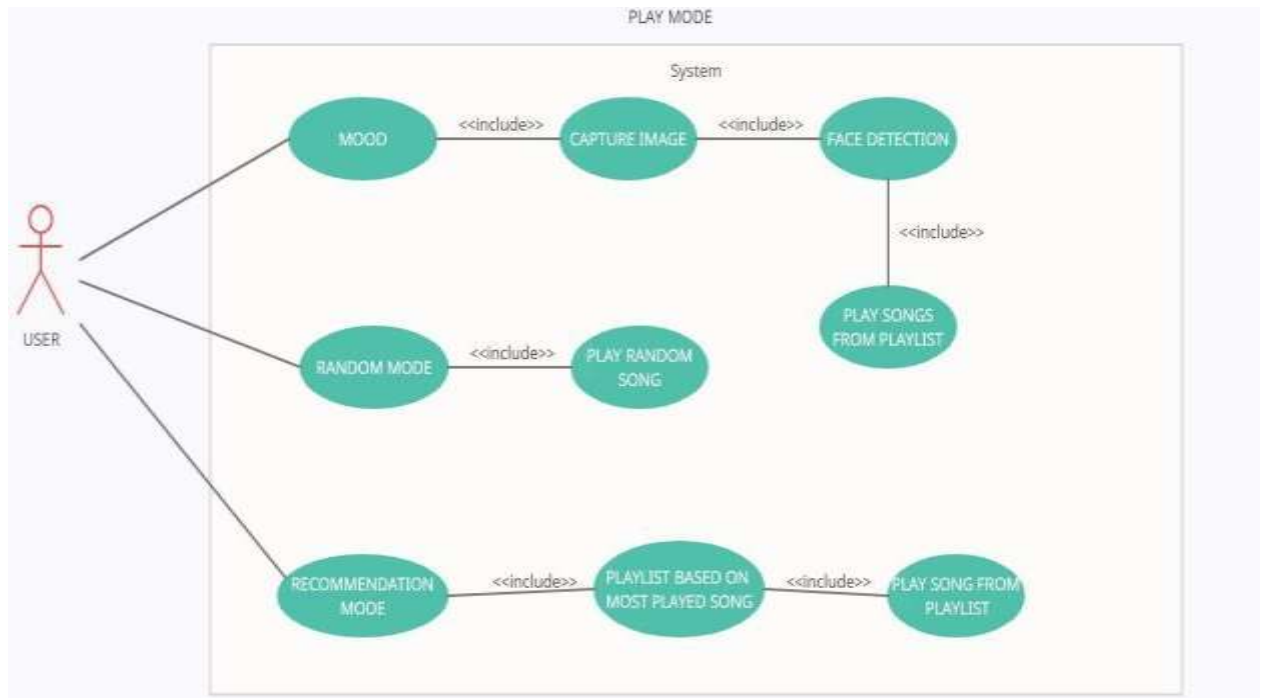 PLAY MODE
System
MOOD
<<include>>
CAPTURE IMAGE
<<include>>
FACE DETECTION
<<include>>
PLAY SONGS
FROM PLAYLIST
USER
RANDOM MODE
<<include>>
PLAY RANDOM
SONG
RECOMMENDATION
MODE
<<include>>
PLAYLIST BASED ON
MOST PLAYED SONG
<<include>>
PLAY SONG FROM
PLAYLIST